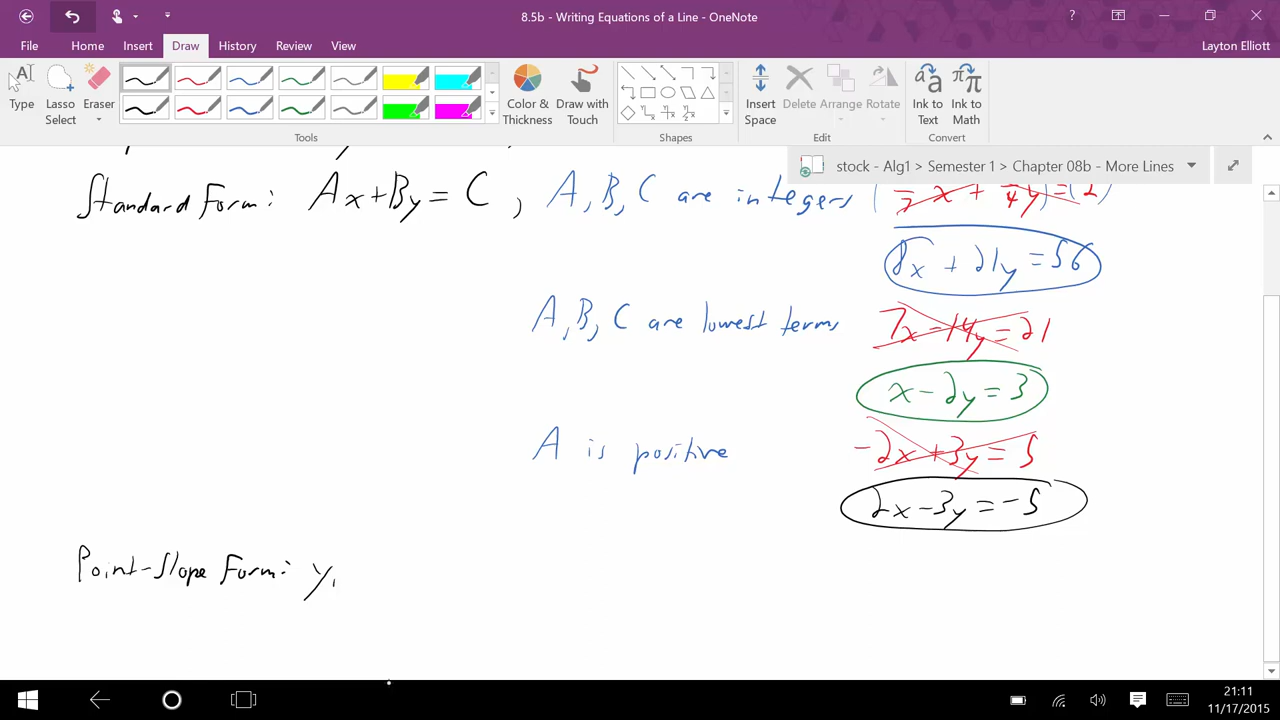 8.5b - Writing Equations of a Line - OneNote
?
File Home Insert Draw History Review View
Layton Elliott
Type
Lasso Select
Eraser
Color & Thickness
Draw with Touch
Insert Space
Delete
Arrange
Rotate
Ink to Text
Ink to Math
Tools
Shapes
Edit
Convert
stock - Alg1 > Semester 1 > Chapter 08b - More Lines
Standard Form: Ax+By=C, A, B, C are integers
8x + 21y = 56
A, B, C are lowest terms 7x - 14y = 21
x - 2y = 3
A is positive -2x + 3y = 5
2x - 3y = -5
Point-Slope Form: y,
21:11
11/17/2015